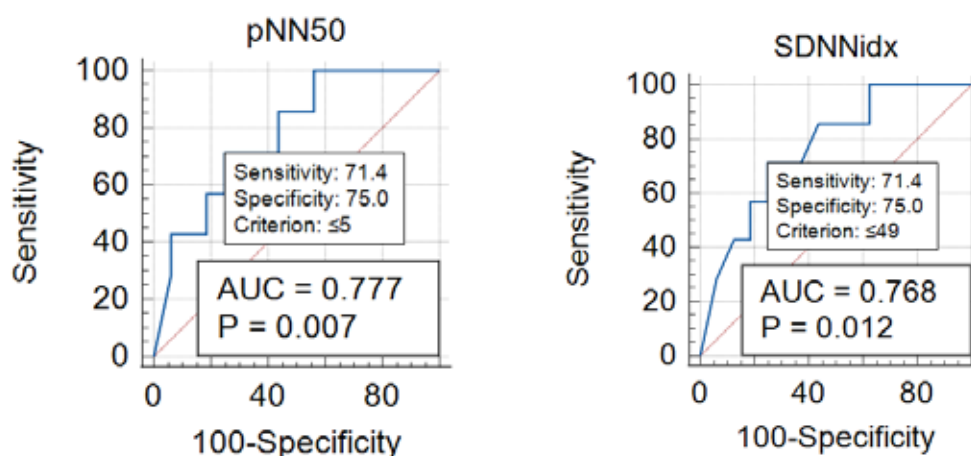 pNN50
100
80
60
40
20
0
Sensitivity
Sensitivity: 71.4
Specificity: 75.0
Criterion: ≤5
AUC = 0.777
P = 0.007
0 40 80
100-Specificity
SDNNidx
100
80
60
40
20
0
Sensitivity
Sensitivity: 71.4
Specificity: 75.0
Criterion: ≤49
AUC = 0.768
P = 0.012
0 40 80
100-Specificity